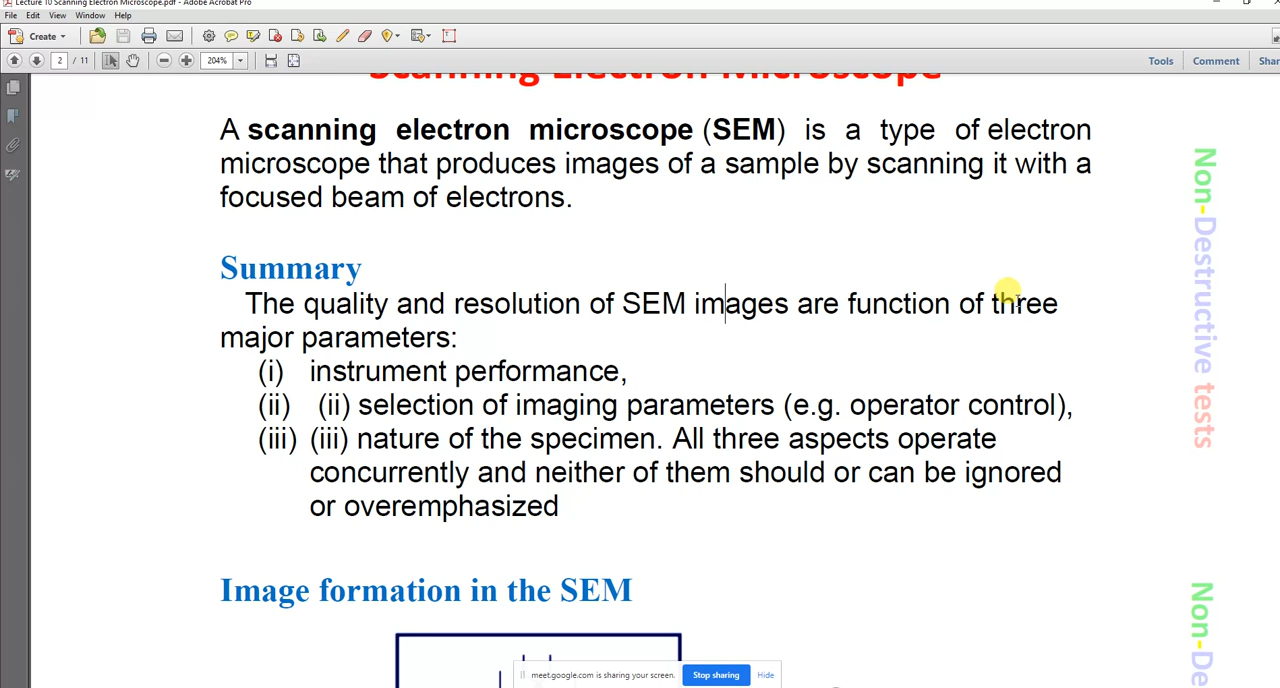 Lecture 10 Scanning Electron Microscope.pdf - Adobe Acrobat Pro
File Edit View Window Help
Create
2 / 11 204% Tools Comment
Scanning Electron Microscope
A scanning electron microscope (SEM) is a type of electron
microscope that produces images of a sample by scanning it with a
focused beam of electrons.
Summary
The quality and resolution of SEM images are function of three
major parameters:
(i) instrument performance,
(ii) (ii) selection of imaging parameters (e.g. operator control),
(iii) (iii) nature of the specimen. All three aspects operate
concurrently and neither of them should or can be ignored
or overemphasized
Image formation in the SEM
Non-Destructive tests
Non-De
meet.google.com is sharing your screen. Stop sharing Hide